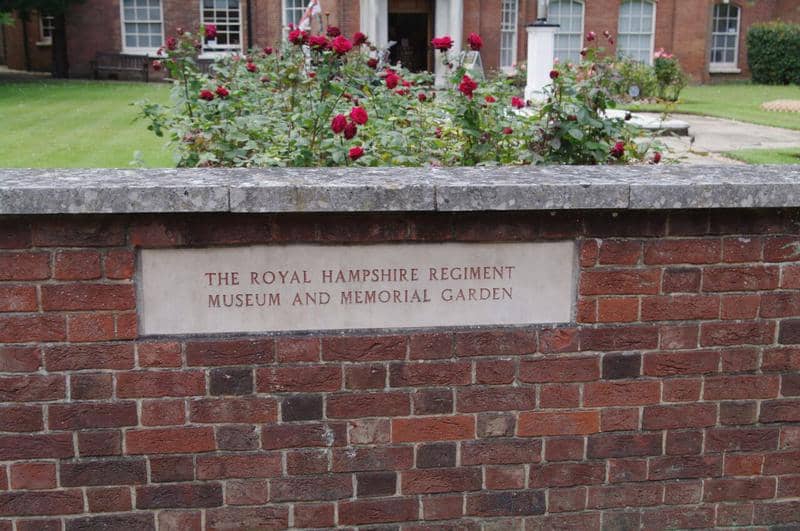 THE ROYAL HAMPSHIRE REGIMENT
MUSEUM AND MEMORIAL GARDEN